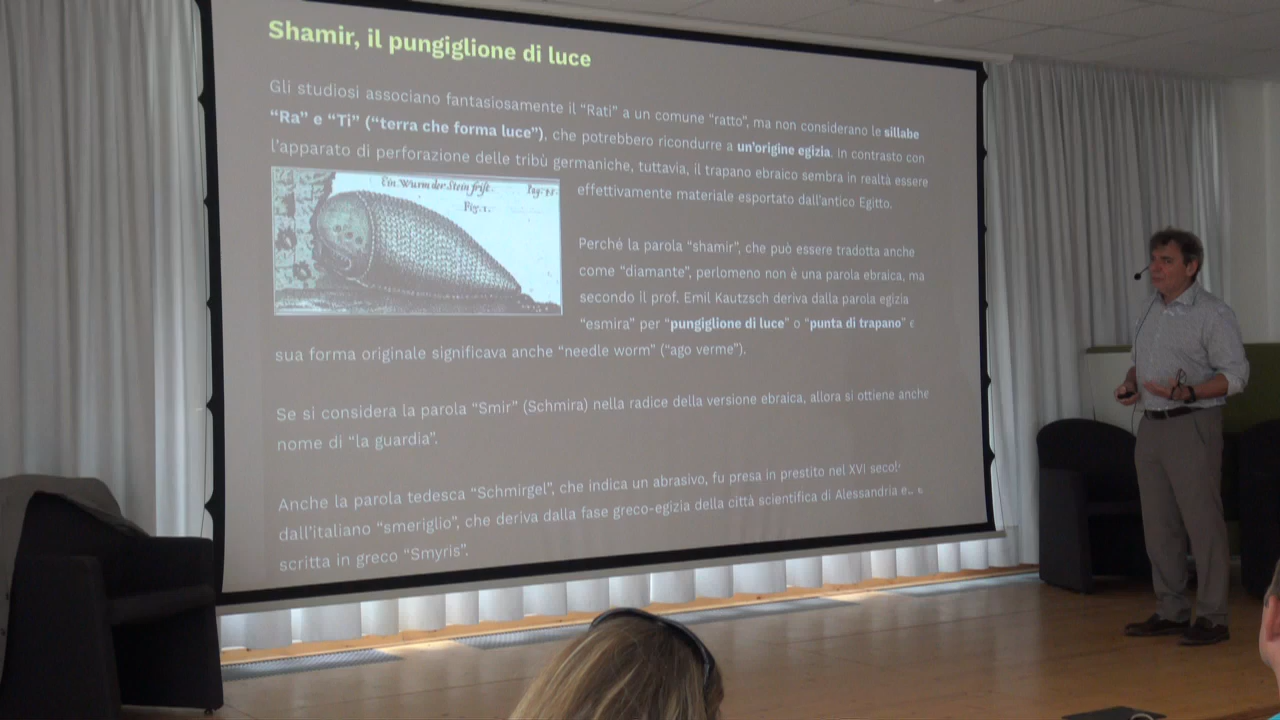 Shamir, il pungiglione di luce
Gli studiosi associano fantasiosamente il “Rati” a un comune “ratto”, ma non considerano le sillabe
“Ra” e “Ti” (“terra che forma luce”), che potrebbero ricondurre a un’origine egizia. In contrasto con
l’apparato di perforazione delle tribù germaniche, tuttavia, il trapano ebraico sembra in realtà essere
effettivamente materiale esportato dall’antico Egitto.
Ein Wurm der Stein frist.
Fig. 1.
Perché la parola “shamir”, che può essere tradotta anche
come “diamante”, perlomeno non è una parola ebraica, ma
secondo il prof. Emil Kautzsch deriva dalla parola egizia
“esmira” per “pungiglione di luce” o “punta di trapano” e
sua forma originale significava anche “needle worm” (“ago verme”).
Se si considera la parola “Smir” (Schmira) nella radice della versione ebraica, allora si ottiene anche
nome di “la guardia”.
Anche la parola tedesca “Schmirgel”, che indica un abrasivo, fu presa in prestito nel XVI secol
dall’italiano “smeriglio”, che deriva dalla fase greco-egizia della città scientifica di Alessandria e
scritta in greco “Smyris”.